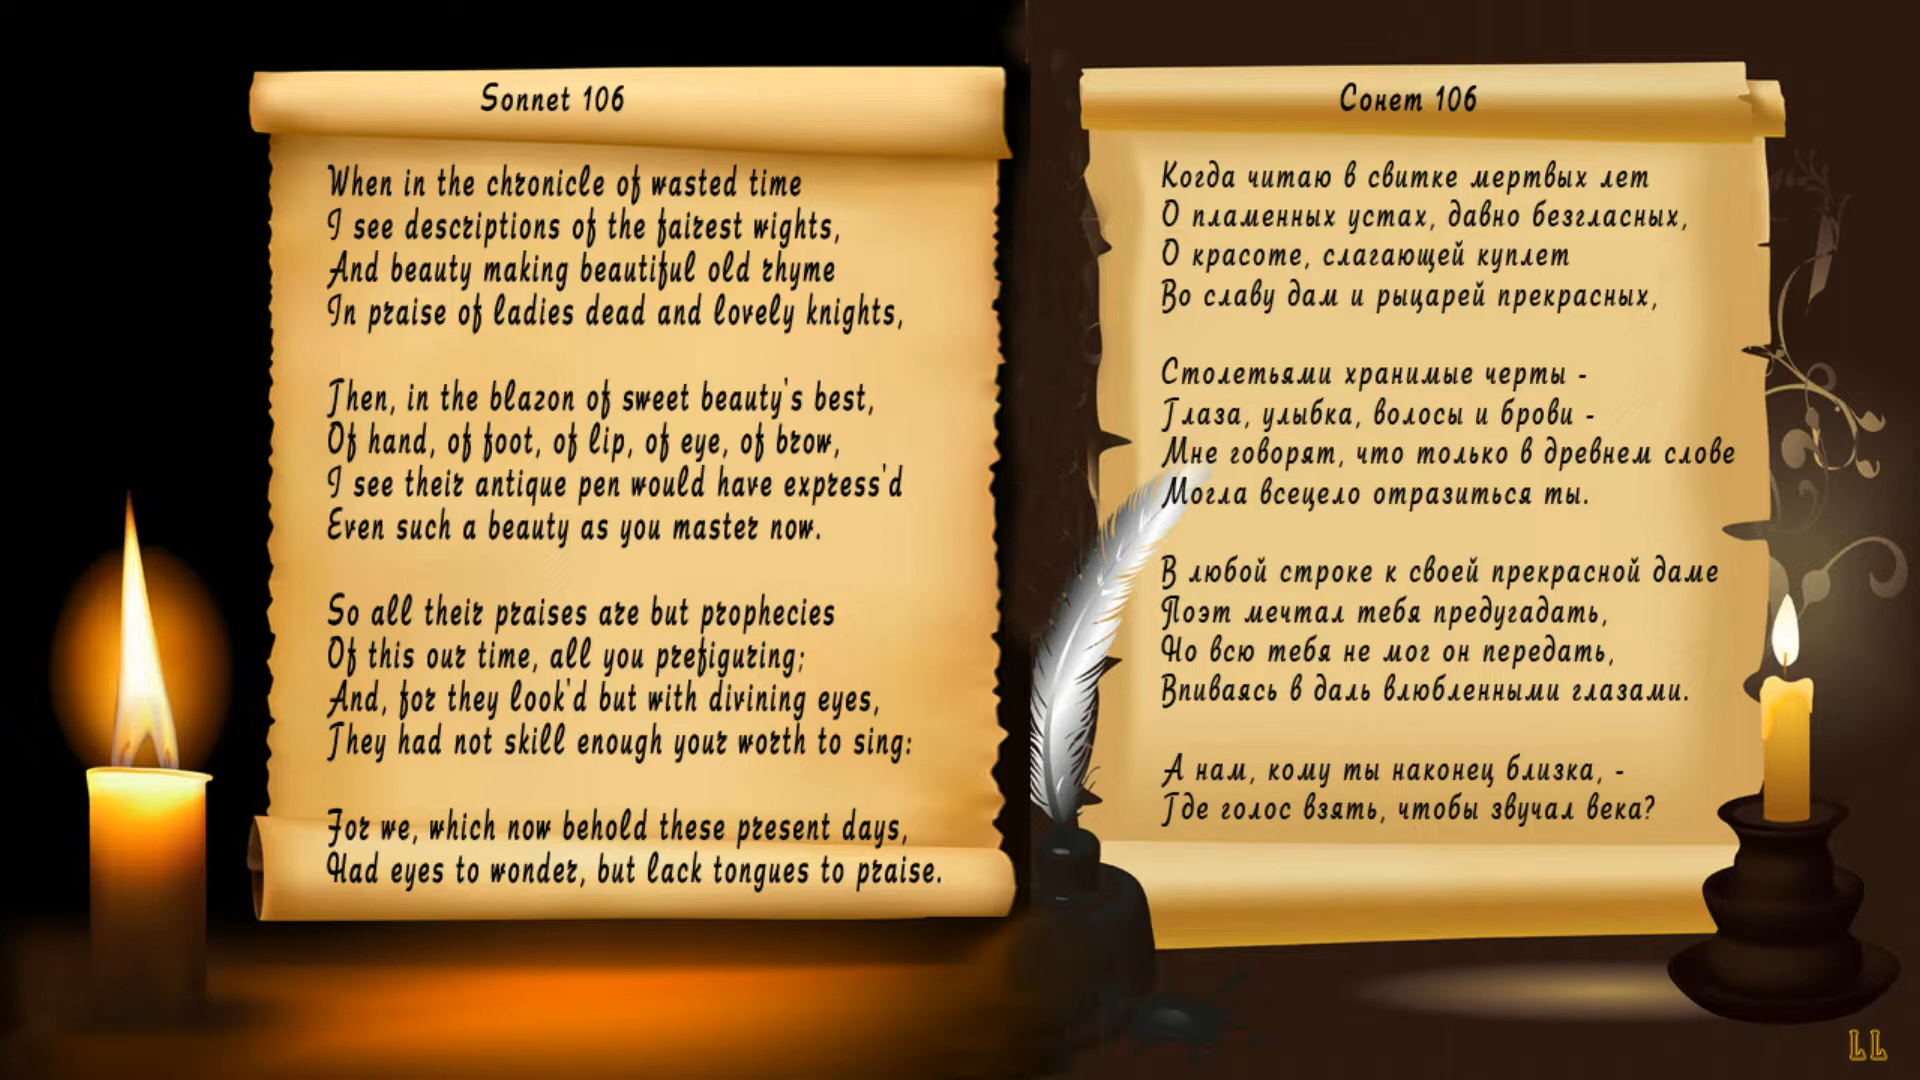 Sonnet 106
When in the chronicle of wasted time
I see descriptions of the fairest wights,
And beauty making beautiful old rhyme
In praise of ladies dead and lovely knights,
Then, in the blazon of sweet beauty's best,
Of hand, of foot, of lip, of eye, of brow,
I see their antique pen would have express'd
Even such a beauty as you master now.
So all their praises are but prophecies
Of this our time, all you prefiguring;
And, for they look'd but with divining eyes,
They had not skill enough your worth to sing:
For we, which now behold these present days,
Had eyes to wonder, but lack tongues to praise.
Сонет 106
Когда читаю в свитке мертвых лет
О пламенных устах, давно безгласных,
О красоте, слагающей куплет
Во славу дам и рыцарей прекрасных,
Столетьями хранимые черты -
Глаза, улыбка, волосы и брови -
Мне говорят, что только в древнем слове
Могла всецело отразиться ты.
В любой строке к своей прекрасной даме
Поэт мечтал тебя предугадать,
Но всю тебя не мог он передать,
Впиваясь в даль влюбленными глазами.
А нам, кому ты наконец близка, -
Где голос взять, чтобы звучал века?
LL